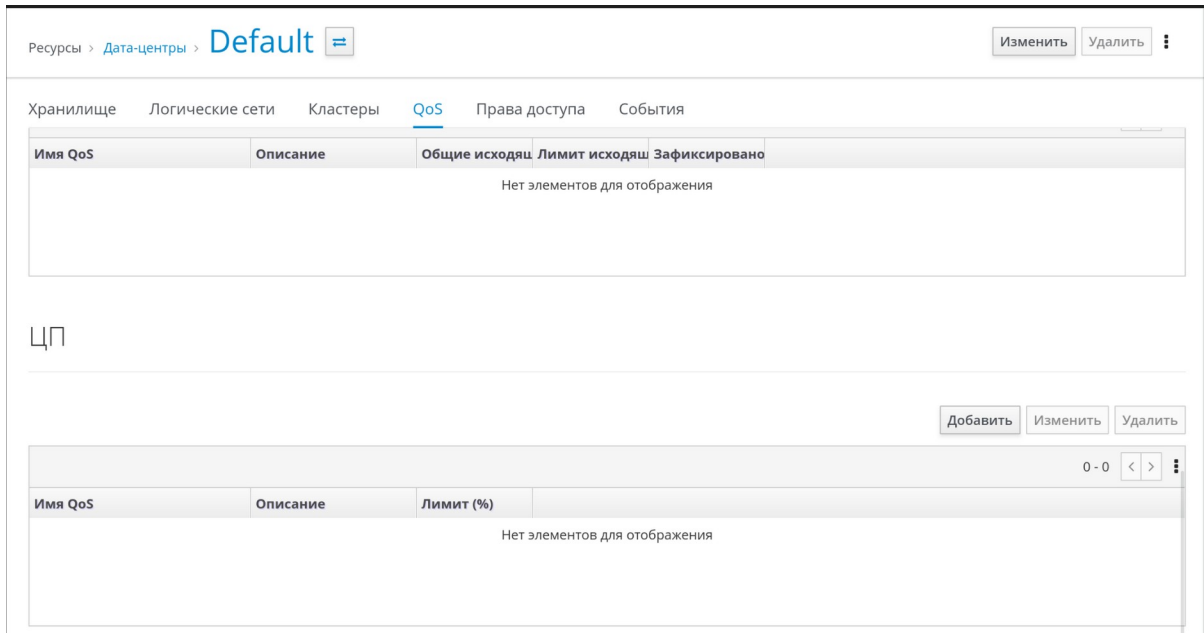 Ресурсы > Дата-центры > Default
Изменить Удалить
Хранилище Логические сети Кластеры QoS Права доступа События
Имя QoS Описание Общие исходящ Лимит исходящ Зафиксировано
Нет элементов для отображения
ЦП
Добавить Изменить Удалить
0 - 0 < >
Имя QoS Описание Лимит (%)
Нет элементов для отображения